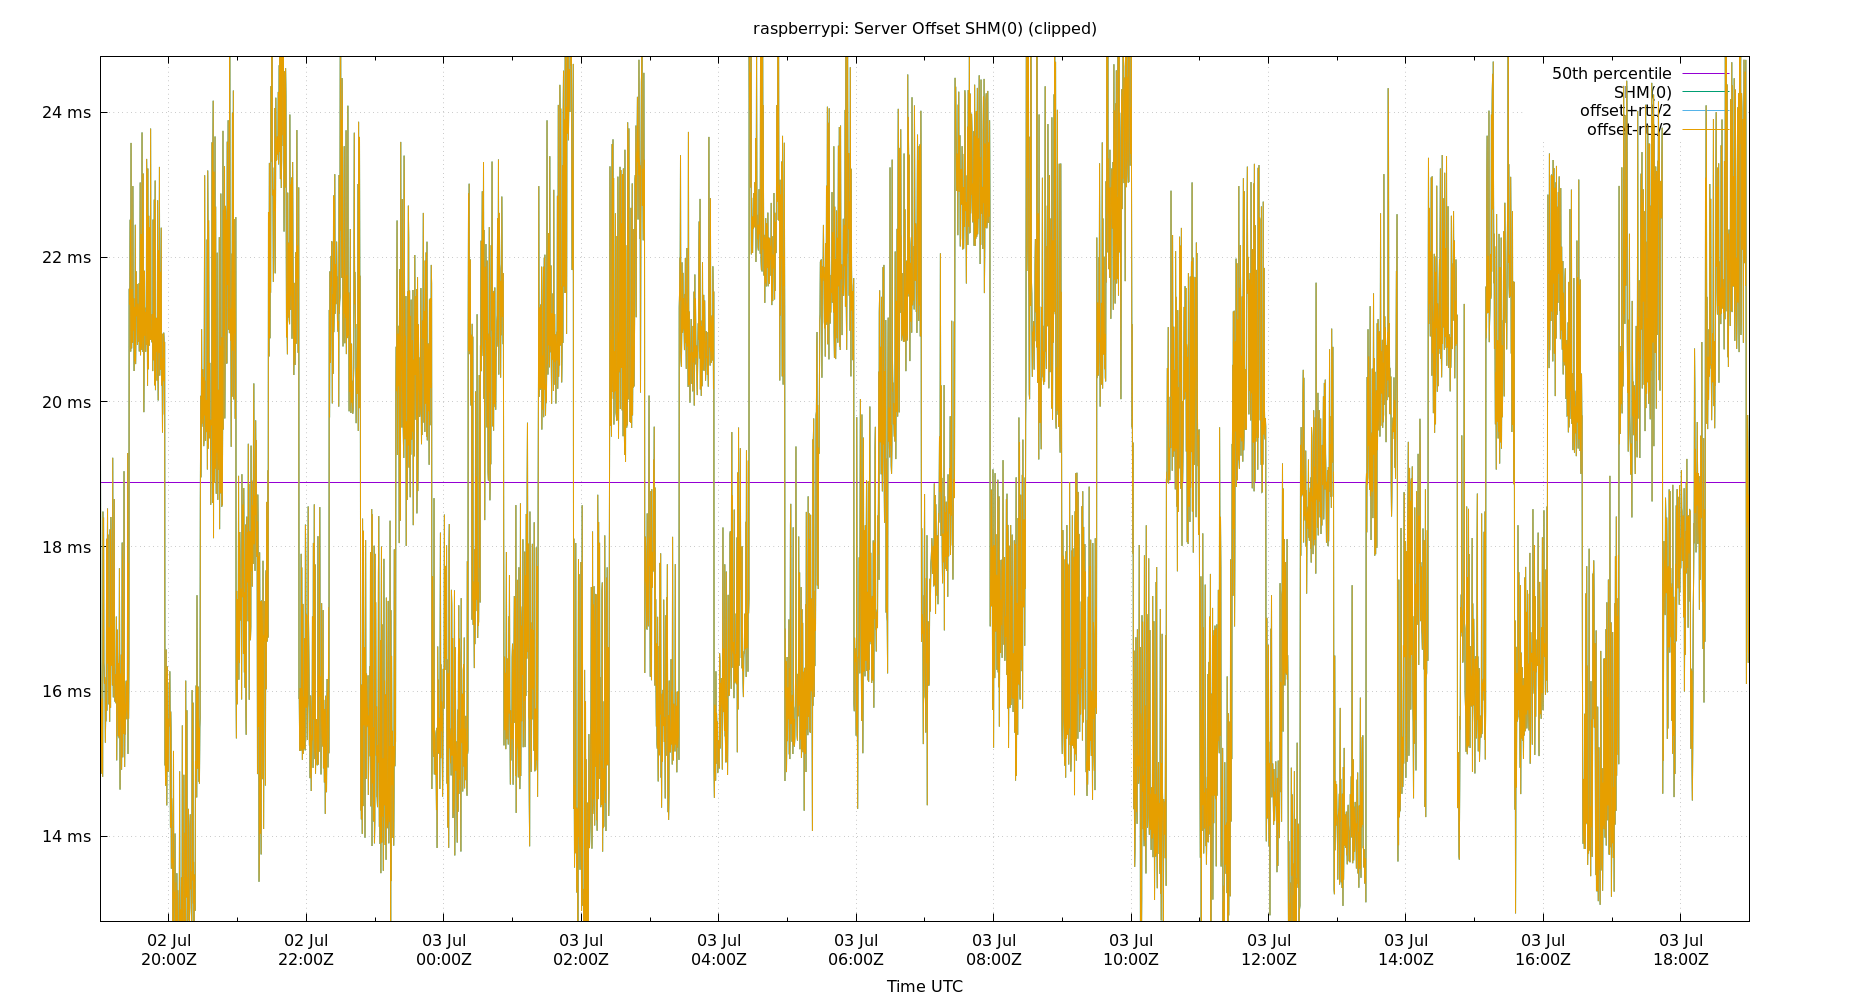 raspberrypi: Server Offset SHM(0) (clipped)
50th percentile
SHM(0)
offset+rtt/2
offset-rtt/2
24 ms
22 ms
20 ms
18 ms
16 ms
14 ms
02 Jul 02 Jul 03 Jul 03 Jul 03 Jul 03 Jul 03 Jul 03 Jul 03 Jul 03 Jul 03 Jul 03 Jul
20:00Z 22:00Z 00:00Z 02:00Z 04:00Z 06:00Z 08:00Z 10:00Z 12:00Z 14:00Z 16:00Z 18:00Z
Time UTC